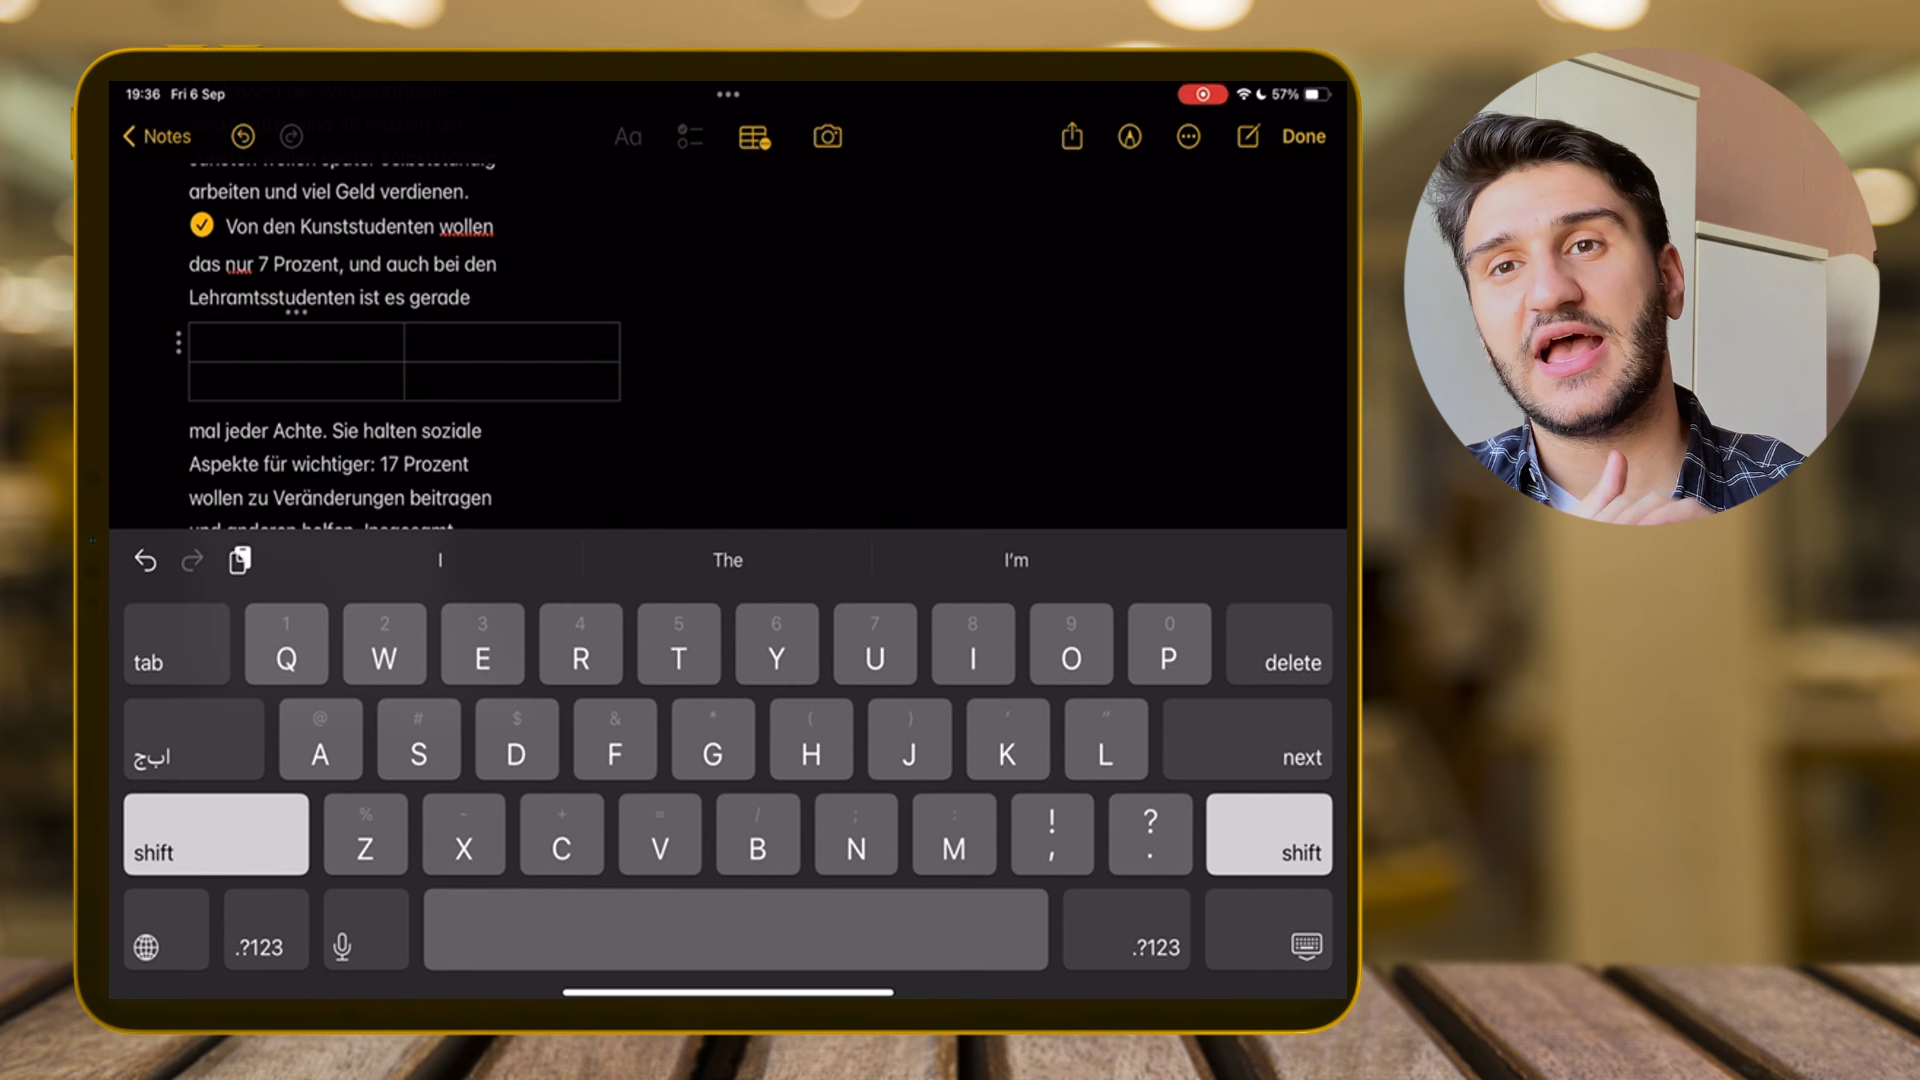 19:36 Fri 6 Sep
57%
Notes
Aa
Done
arbeiten und viel Geld verdienen.
Von den Kunststudenten wollen
das nur 7 Prozent, und auch bei den
Lehramtsstudenten ist es gerade
mal jeder Achte. Sie halten soziale
Aspekte für wichtiger: 17 Prozent
wollen zu Veränderungen beitragen
I The I'm
1 2 3 4 5 6 7 8 9 0
tab Q W E R T Y U I O P delete
@ # $ & * ( ) ' "
ابج A S D F G H J K L next
% - + = / ; : ! ?
shift Z X C V B N M , . shift
.?123 .?123